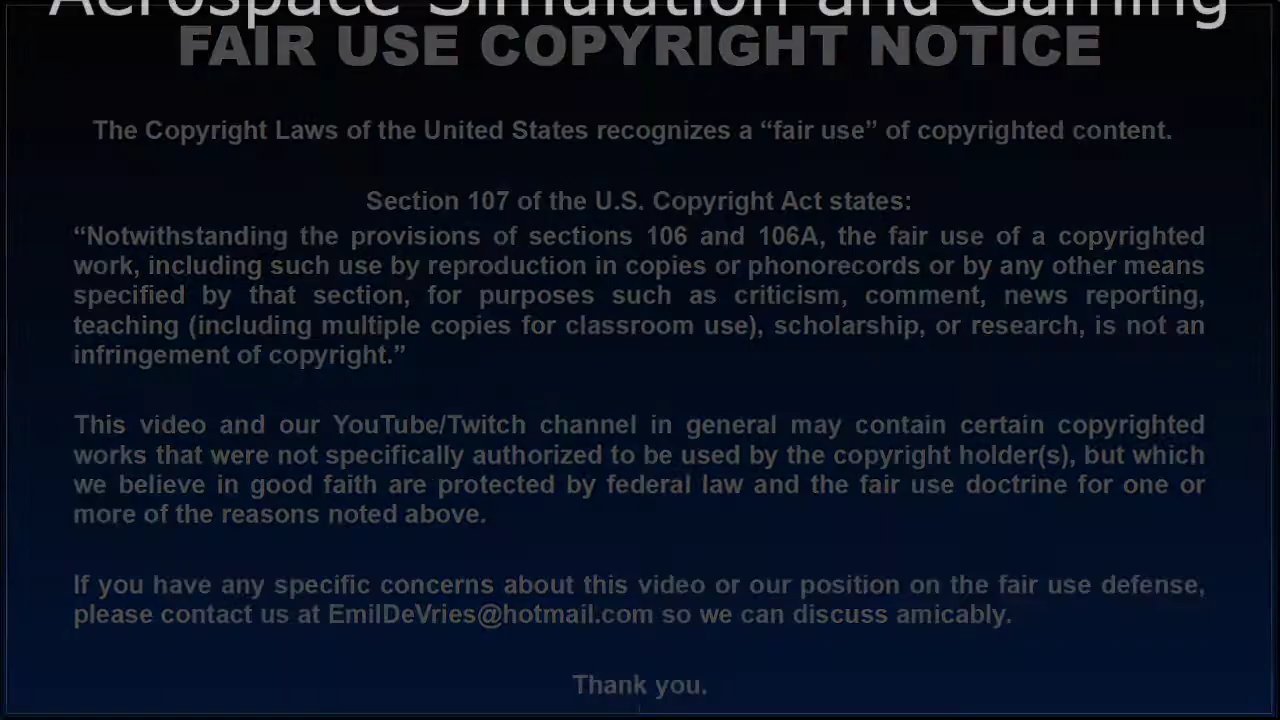 Aerospace Simulation and Gaming
FAIR USE COPYRIGHT NOTICE
The Copyright Laws of the United States recognizes a “fair use” of copyrighted content.
Section 107 of the U.S. Copyright Act states:
“Notwithstanding the provisions of sections 106 and 106A, the fair use of a copyrighted
work, including such use by reproduction in copies or phonorecords or by any other means
specified by that section, for purposes such as criticism, comment, news reporting,
teaching (including multiple copies for classroom use), scholarship, or research, is not an
infringement of copyright.”
This video and our YouTube/Twitch channel in general may contain certain copyrighted
works that were not specifically authorized to be used by the copyright holder(s), but which
we believe in good faith are protected by federal law and the fair use doctrine for one or
more of the reasons noted above.
If you have any specific concerns about this video or our position on the fair use defense,
please contact us at EmilDeVries@hotmail.com so we can discuss amicably.
Thank you.